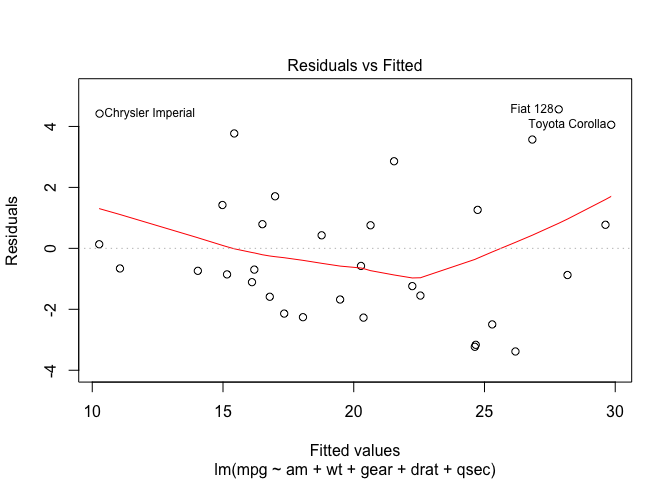 Residuals vs Fitted
Residuals
4
2
0
-2
-4
Chrysler Imperial
Fiat 128
Toyota Corolla
10 15 20 25 30
Fitted values
lm(mpg ~ am + wt + gear + drat + qsec)